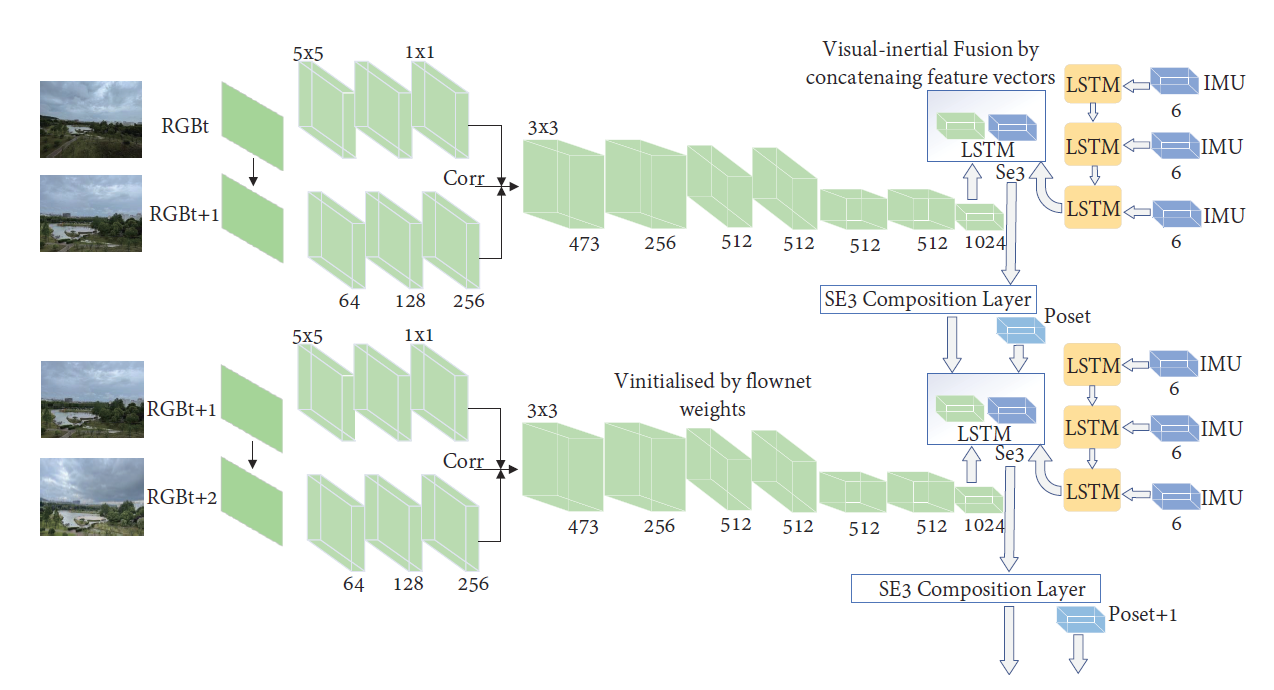 Visual-inertial Fusion by
concatenaing feature vectors
5x5
1x1
RGBt
RGBt+1
Corr
64
128
256
3x3
473
256
512
512
512
512
1024
LSTM
Se3
LSTM
IMU
6
LSTM
IMU
6
LSTM
IMU
6
SE3 Composition Layer
Poset
5x5
1x1
RGBt+1
RGBt+2
Corr
64
128
256
Vinitialised by flownet
weights
3x3
473
256
512
512
512
512
1024
LSTM
Se3
LSTM
IMU
6
LSTM
IMU
6
LSTM
IMU
6
SE3 Composition Layer
Poset+1